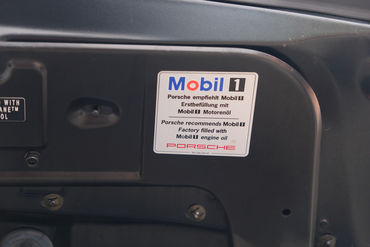 Mobil 1
Porsche empfiehlt Mobil 1
Erstbefüllung mit
Mobil 1 Motorenöl
Porsche recommends Mobil 1
Factory filled with
Mobil 1 engine oil
PORSCHE
WITH